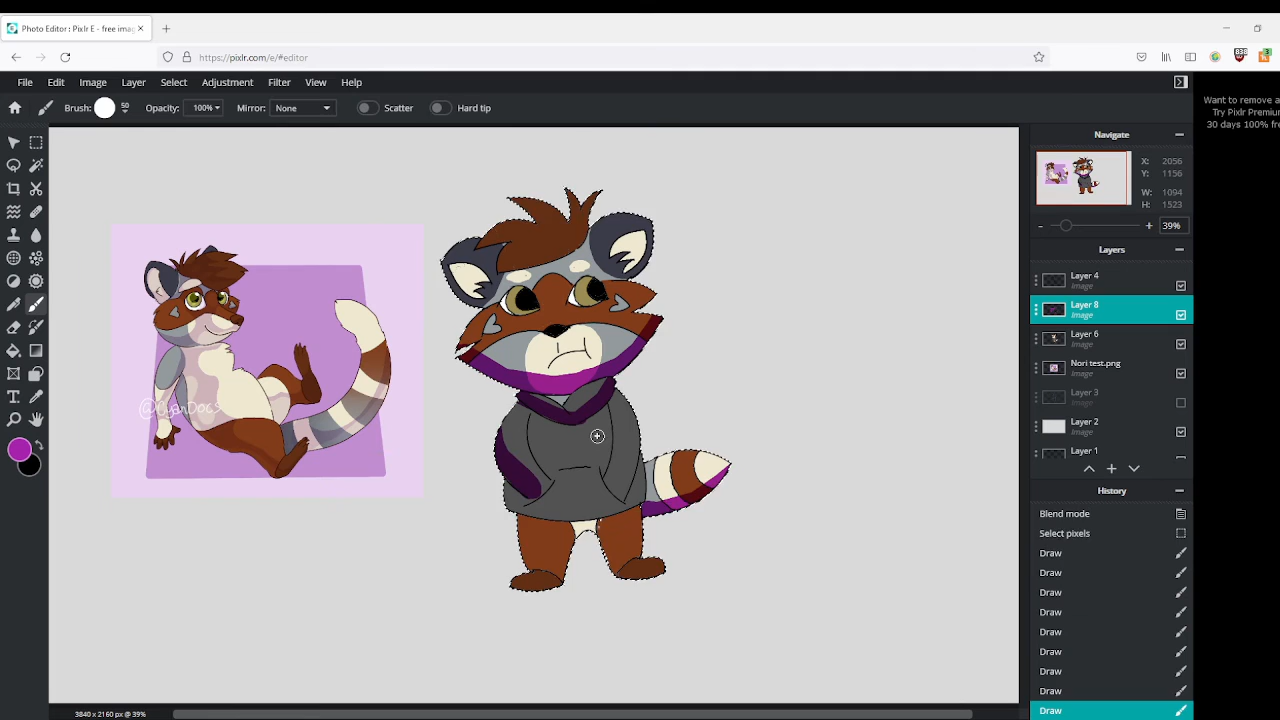 Photo Editor : Pixlr E - free imag
https://pixlr.com/e/#editor
File Edit Image Layer Select Adjustment Filter View Help
Brush: 50 Opacity: 100% Mirror: None Scatter Hard tip
Want to remove a
Try Pixlr Premium
30 days 100% fre
Navigate
X: 2056
Y: 1156
W: 1094
H: 1523
- + 39%
Layers
Layer 4
Image
Layer 8
Image
Layer 6
Image
Nori test.png
Image
Layer 3
Image
Layer 2
Image
Layer 1
History
Blend mode
Select pixels
Draw
Draw
Draw
Draw
Draw
Draw
Draw
Draw
Draw
@CyanDocs
3840 x 2160 px @ 39%